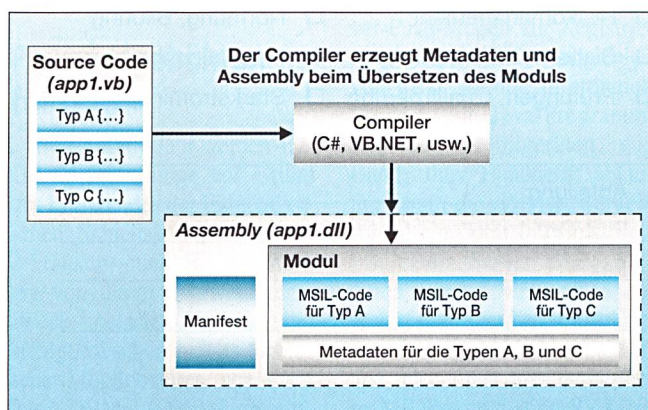 Source Code
(app1.vb)
Typ A {...}
Typ B {...}
Typ C {...}
Der Compiler erzeugt Metadaten und
Assembly beim Übersetzen des Moduls
Compiler
(C#, VB.NET, usw.)
Assembly (app1.dll)
Manifest
Modul
MSIL-Code
für Typ A
MSIL-Code
für Typ B
MSIL-Code
für Typ C
Metadaten für die Typen A, B und C